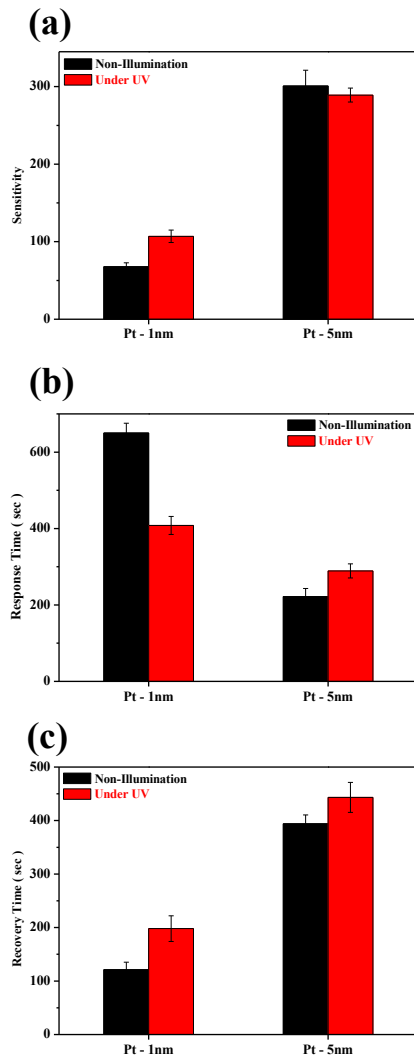 (a)
Non-Illumination
Under UV
300
200
100
0
Sensitivity
Pt - 1nm
Pt - 5nm
(b)
Non-Illumination
Under UV
600
400
200
0
Response Time ( sec )
Pt - 1nm
Pt - 5nm
(c)
500
Non-Illumination
Under UV
400
300
200
100
0
Recovery Time ( sec )
Pt - 1nm
Pt - 5nm